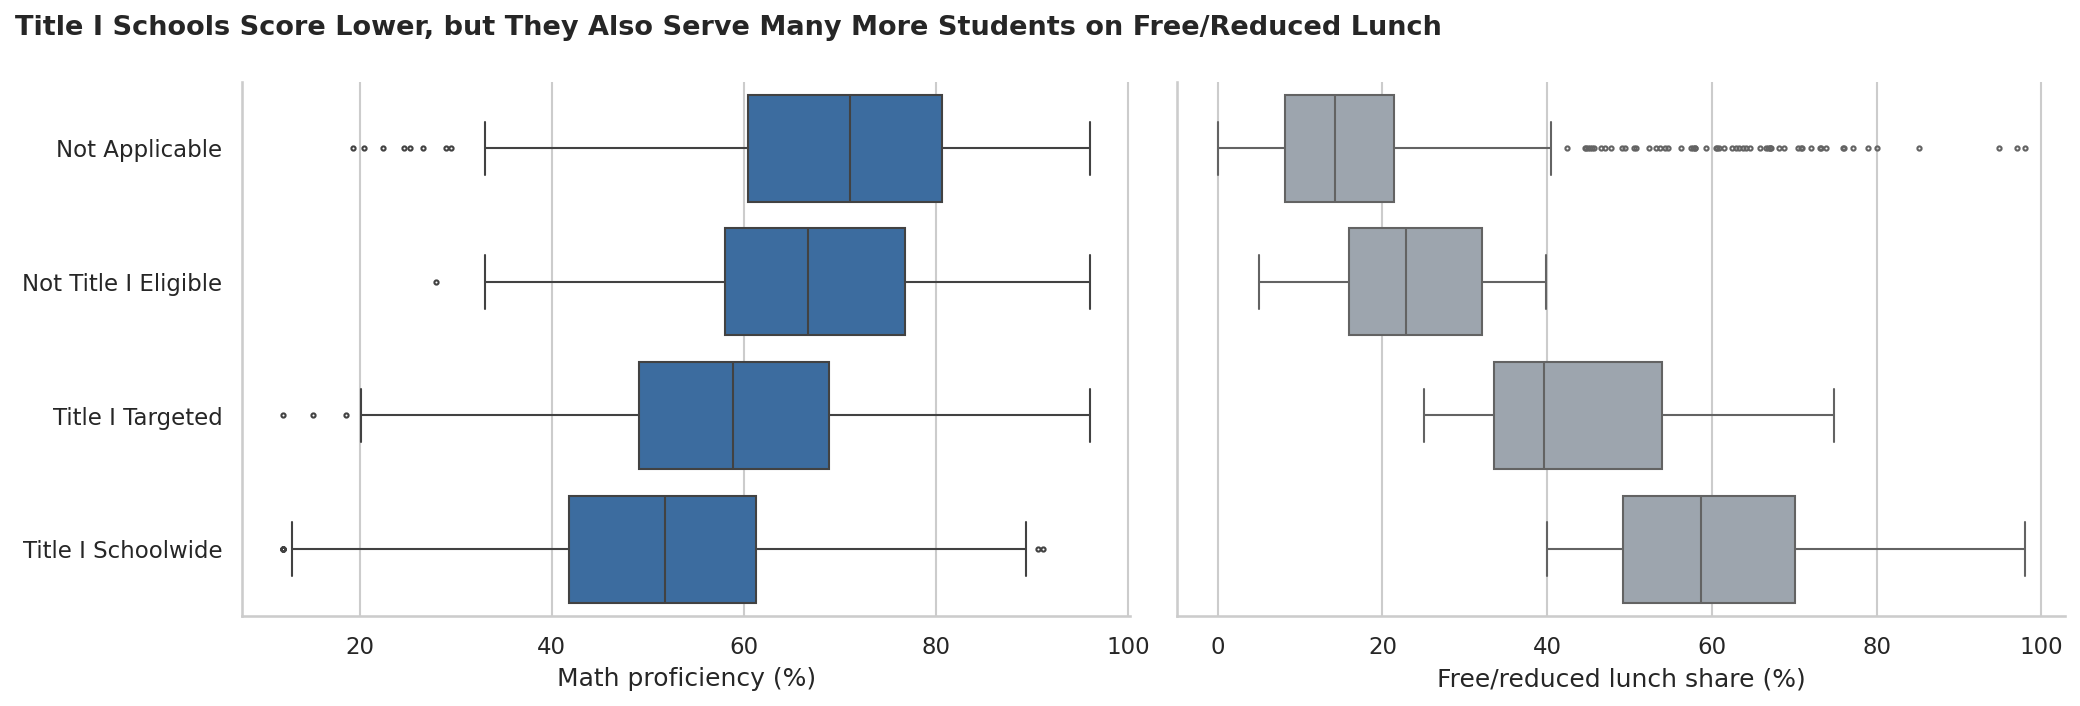 Title I Schools Score Lower, but They Also Serve Many More Students on Free/Reduced Lunch
Not Applicable
Not Title I Eligible
Title I Targeted
Title I Schoolwide
20 40 60 80 100
Math proficiency (%)
0 20 40 60 80 100
Free/reduced lunch share (%)